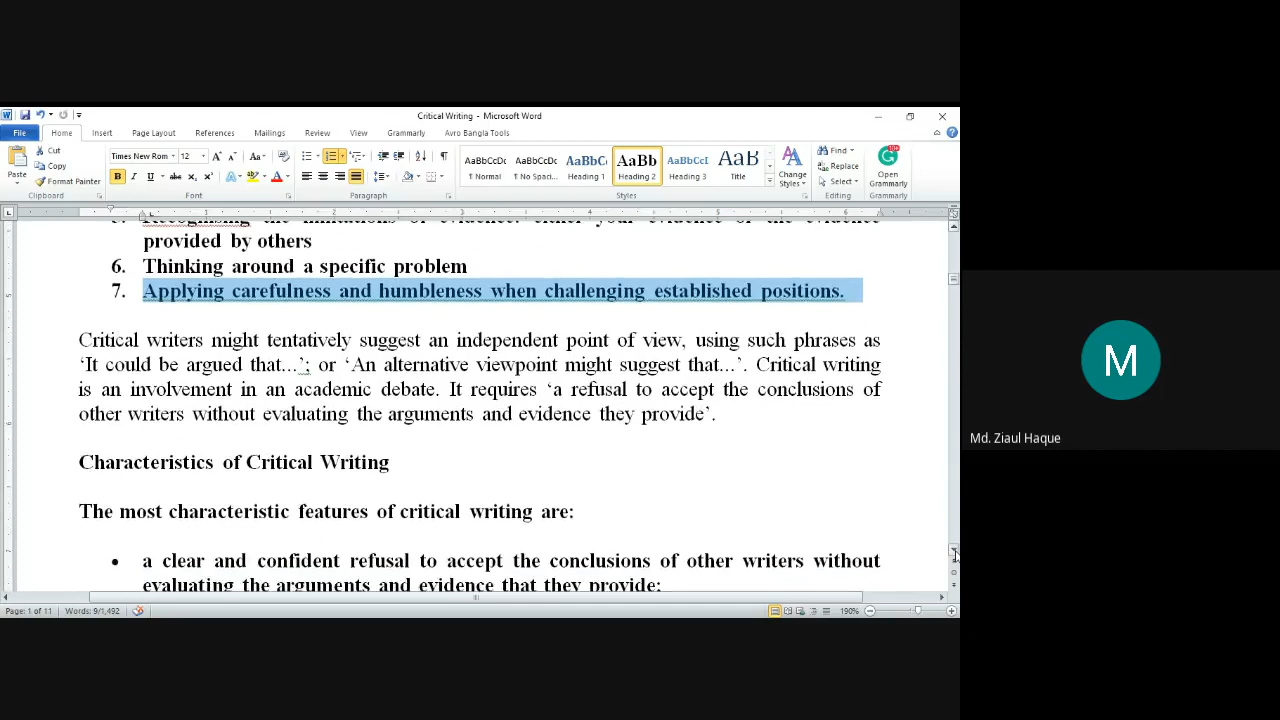 Critical Writing - Microsoft Word
File Home Insert Page Layout References Mailings Review View Grammarly Avro Bangla Tools
Paste
Cut
Copy
Format Painter
Clipboard
Times New Rom 12
Font
Paragraph
AaBbCcDc AaBbCcDc AaBbC AaBb AaBbCcI AaB
¶ Normal ¶ No Spaci... Heading 1 Heading 2 Heading 3 Title
Styles
Change Styles
Find
Replace
Select
Editing
Open Grammarly
Grammarly
provided by others
6. Thinking around a specific problem
7. Applying carefulness and humbleness when challenging established positions.
Critical writers might tentatively suggest an independent point of view, using such phrases as
‘It could be argued that...’; or ‘An alternative viewpoint might suggest that...’. Critical writing
is an involvement in an academic debate. It requires ‘a refusal to accept the conclusions of
other writers without evaluating the arguments and evidence they provide’.
Characteristics of Critical Writing
The most characteristic features of critical writing are:
• a clear and confident refusal to accept the conclusions of other writers without
evaluating the arguments and evidence that they provide;
Page: 1 of 11 Words: 9/1,492 190%
M
Md. Ziaul Haque